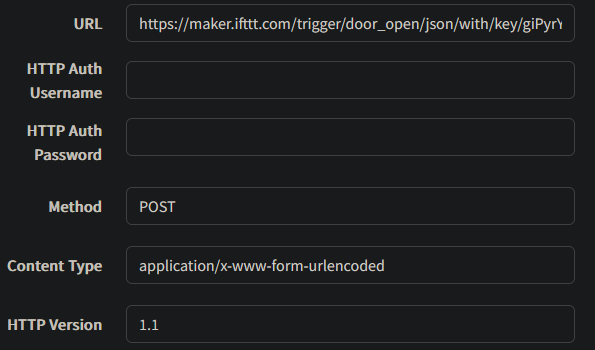 URL
https://maker.ifttt.com/trigger/door_open/json/with/key/giPyrY
HTTP Auth
Username
HTTP Auth
Password
Method
POST
Content Type
application/x-www-form-urlencoded
HTTP Version
1.1